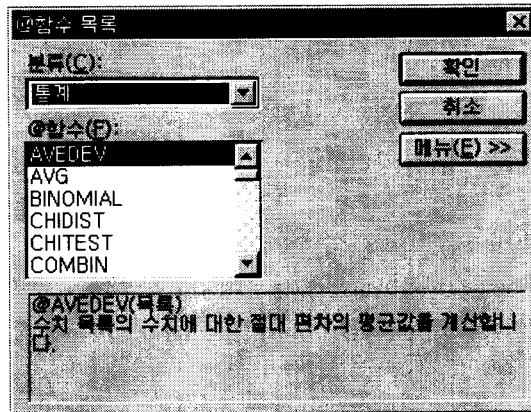 @함수 목록
분류(C):
통계
@함수(F):
AVEDEV
AVG
BINOMIAL
CHIDIST
CHITEST
COMBIN
확인
취소
메뉴(E) >>
@AVEDEV(목록)
수치 목록의 수치에 대한 절대 편차의 평균값을 계산합니
다.